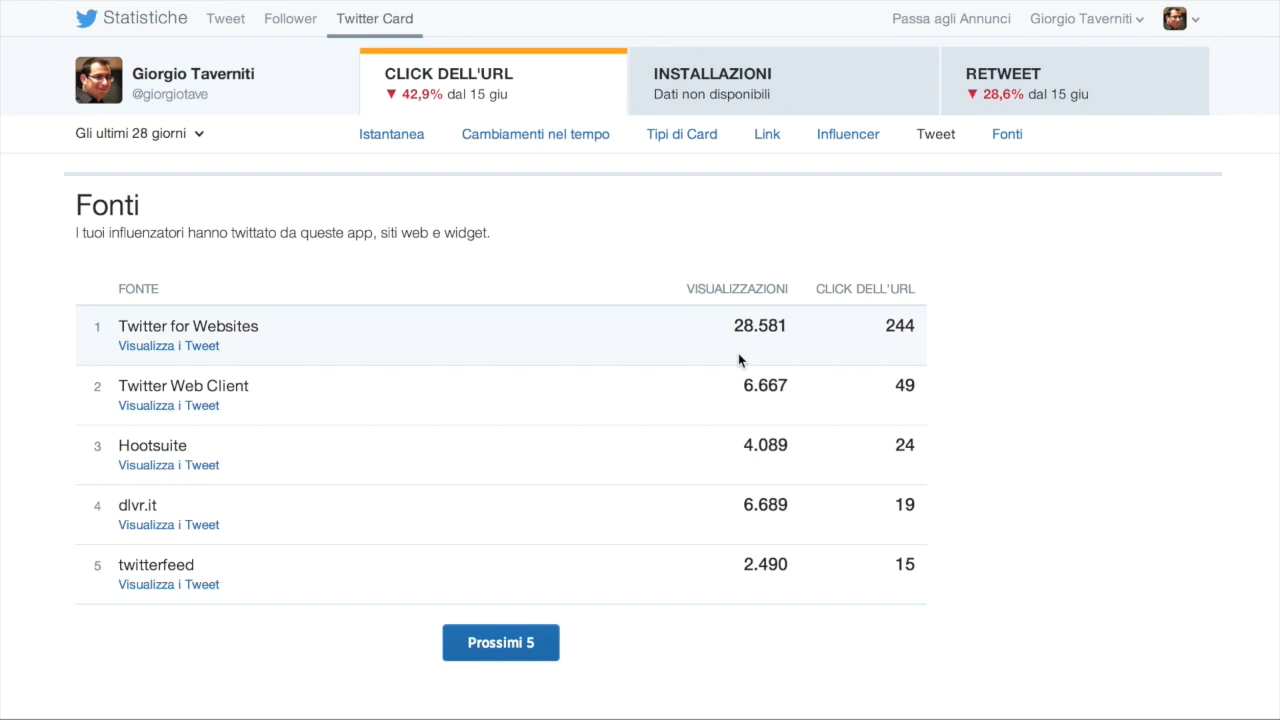 Statistiche Tweet Follower Twitter Card Passa agli Annunci Giorgio Taverniti
Giorgio Taverniti
@giorgiotave
CLICK DELL'URL
▼ 42,9% dal 15 giu
INSTALLAZIONI
Dati non disponibili
RETWEET
▼ 28,6% dal 15 giu
Gli ultimi 28 giorni Istantanea Cambiamenti nel tempo Tipi di Card Link Influencer Tweet Fonti
Fonti
I tuoi influenzatori hanno twittato da queste app, siti web e widget.
FONTE VISUALIZZAZIONI CLICK DELL'URL
1 Twitter for Websites 28.581 244
Visualizza i Tweet
2 Twitter Web Client 6.667 49
Visualizza i Tweet
3 Hootsuite 4.089 24
Visualizza i Tweet
4 dlvr.it 6.689 19
Visualizza i Tweet
5 twitterfeed 2.490 15
Visualizza i Tweet
Prossimi 5